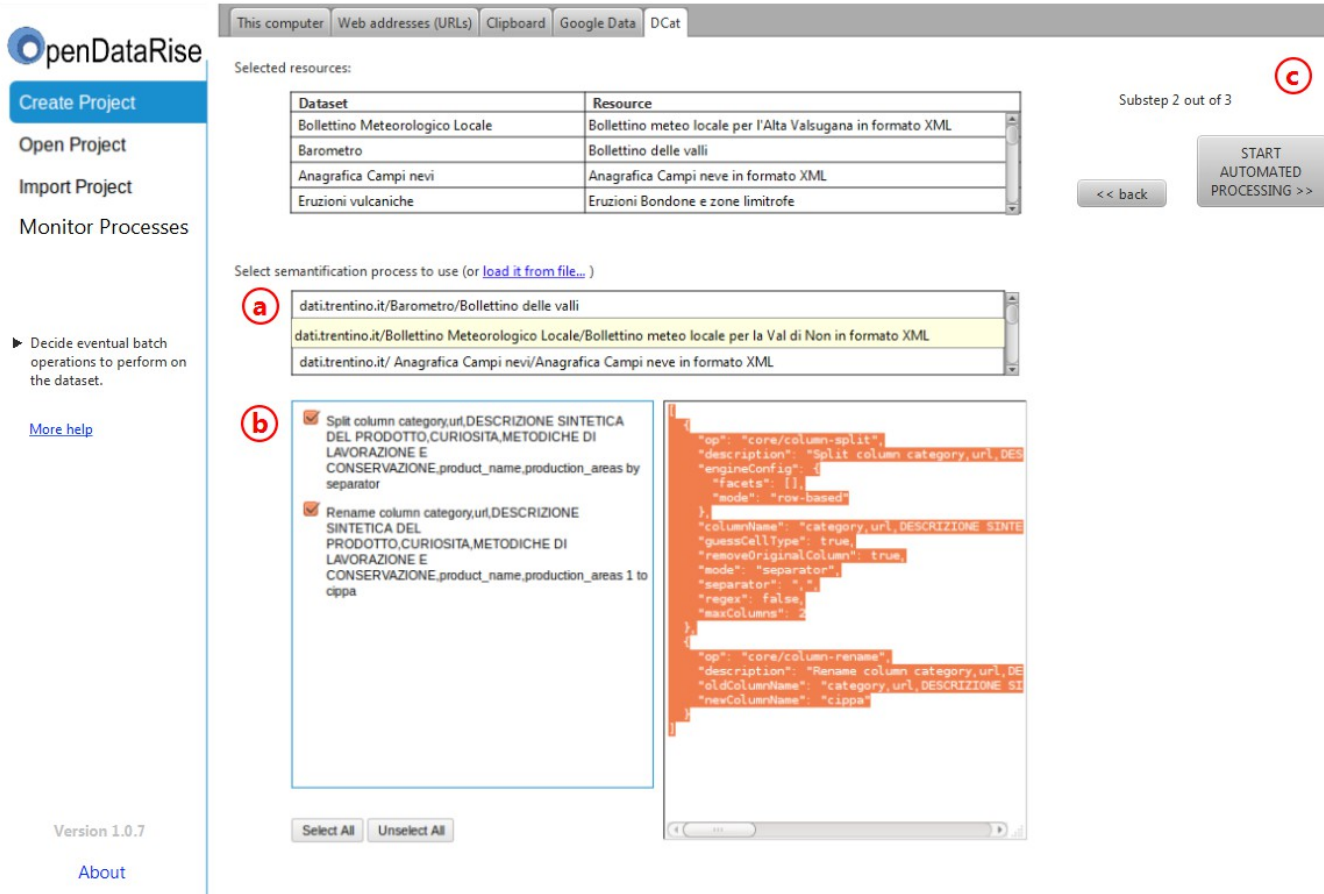 OpenDataRise
Create Project
Open Project
Import Project
Monitor Processes
▶ Decide eventual batch
operations to perform on
the dataset.
More help
Version 1.0.7
About
This computer Web addresses (URLs) Clipboard Google Data DCat
Selected resources:
Dataset Resource
Bollettino Meteorologico Locale Bollettino meteo locale per l'Alta Valsugana in formato XML
Barometro Bollettino delle valli
Anagrafica Campi nevi Anagrafica Campi neve in formato XML
Eruzioni vulcaniche Eruzioni Bondone e zone limitrofe
c
Substep 2 out of 3
<< back
START
AUTOMATED
PROCESSING >>
Select semantification process to use (or load it from file... )
a
dati.trentino.it/Barometro/Bollettino delle valli
dati.trentino.it/Bollettino Meteorologico Locale/Bollettino meteo locale per la Val di Non in formato XML
dati.trentino.it/ Anagrafica Campi nevi/Anagrafica Campi neve in formato XML
b
Split column category,url,DESCRIZIONE SINTETICA
DEL PRODOTTO,CURIOSITA,METODICHE DI
LAVORAZIONE E
CONSERVAZIONE,product_name,production_areas by
separator
Rename column category,url,DESCRIZIONE
SINTETICA DEL
PRODOTTO,CURIOSITA,METODICHE DI
LAVORAZIONE E
CONSERVAZIONE,product_name,production_areas 1 to
cippa
[
{
"op": "core/column-split",
"description": "Split column category,url,DES
"engineConfig": {
"facets": [],
"mode": "row-based"
},
"columnName": "category,url,DESCRIZIONE SINTE
"guessCellType": true,
"removeOriginalColumn": true,
"mode": "separator",
"separator": ",",
"regex": false,
"maxColumns": 2
},
{
"op": "core/column-rename",
"description": "Rename column category,url,DE
"oldColumnName": "category,url,DESCRIZIONE SI
"newColumnName": "cippa"
}
]
Select All Unselect All